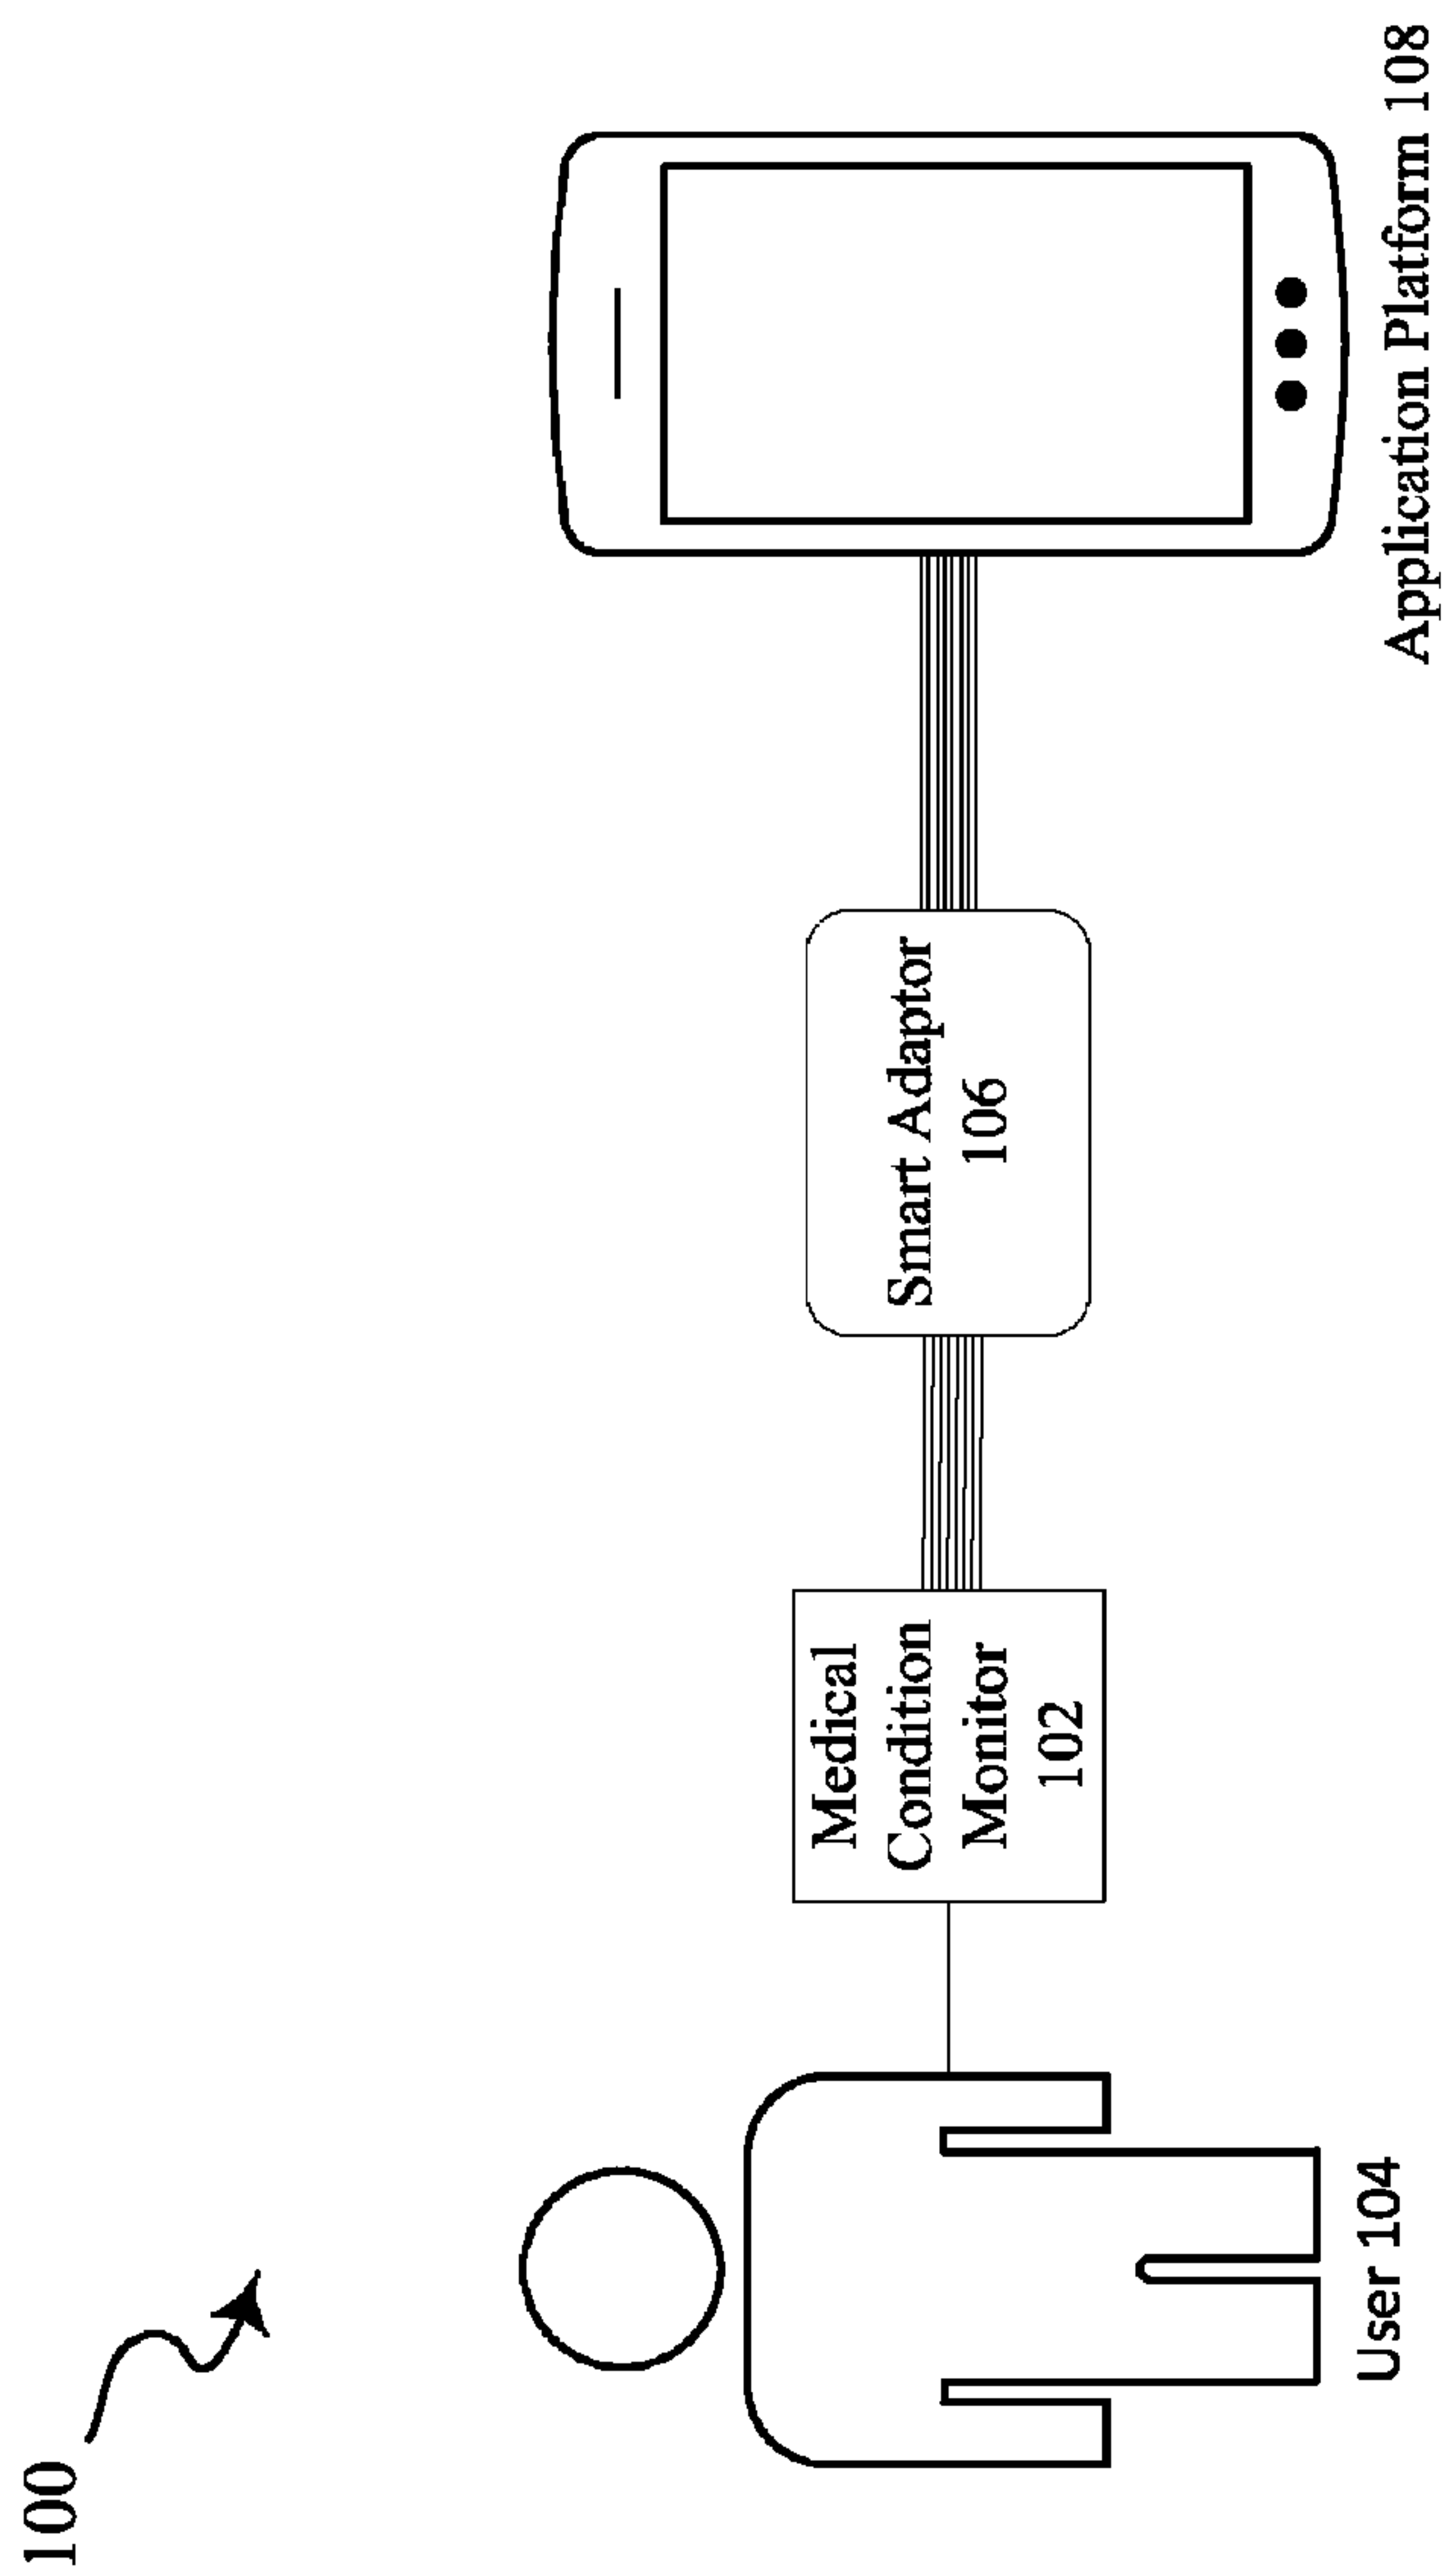 100
User 104
Medical
Condition
Monitor
102
Smart Adaptor
106
Application Platform 108